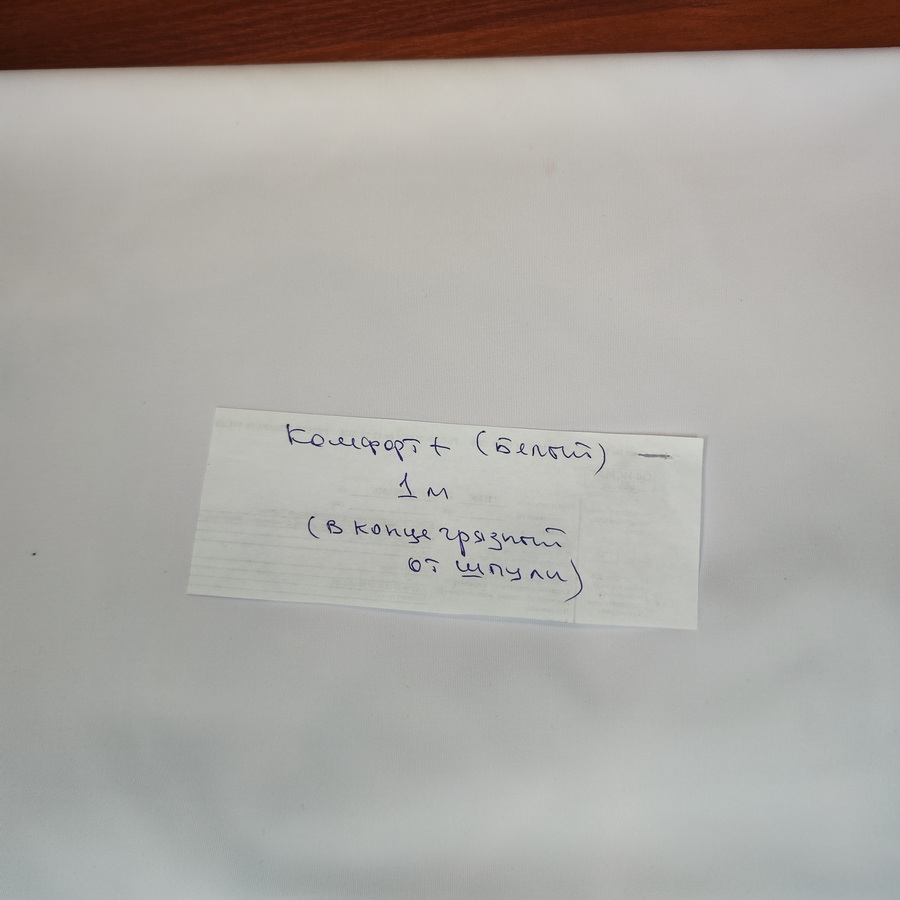 Комфорт+ (Белый)
1 м
(в конце грязный
от шпули)